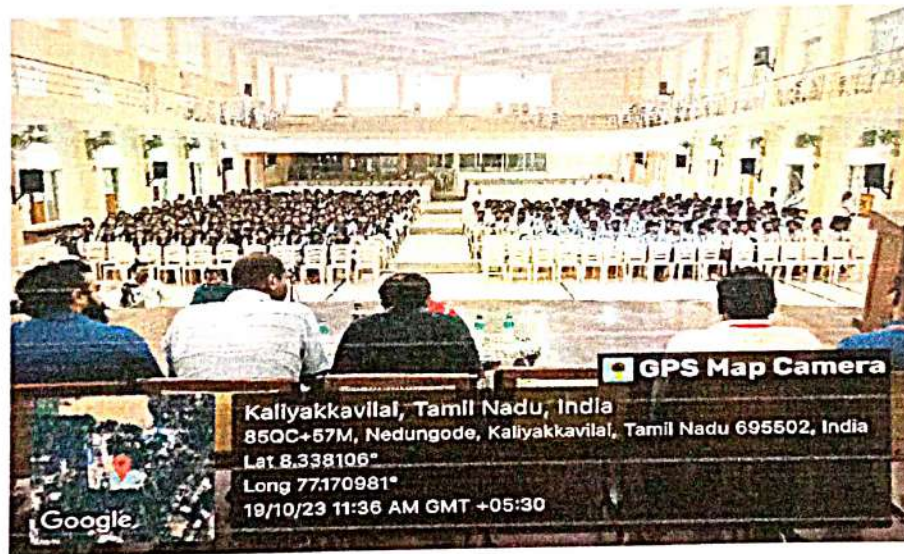 GPS Map Camera
Kaliyakkavilai, Tamil Nadu, India
85QC+57M, Nedungode, Kaliyakkavilai, Tamil Nadu 695502, India
Lat 8.338106°
Long 77.170981°
19/10/23 11:36 AM GMT +05:30
Google